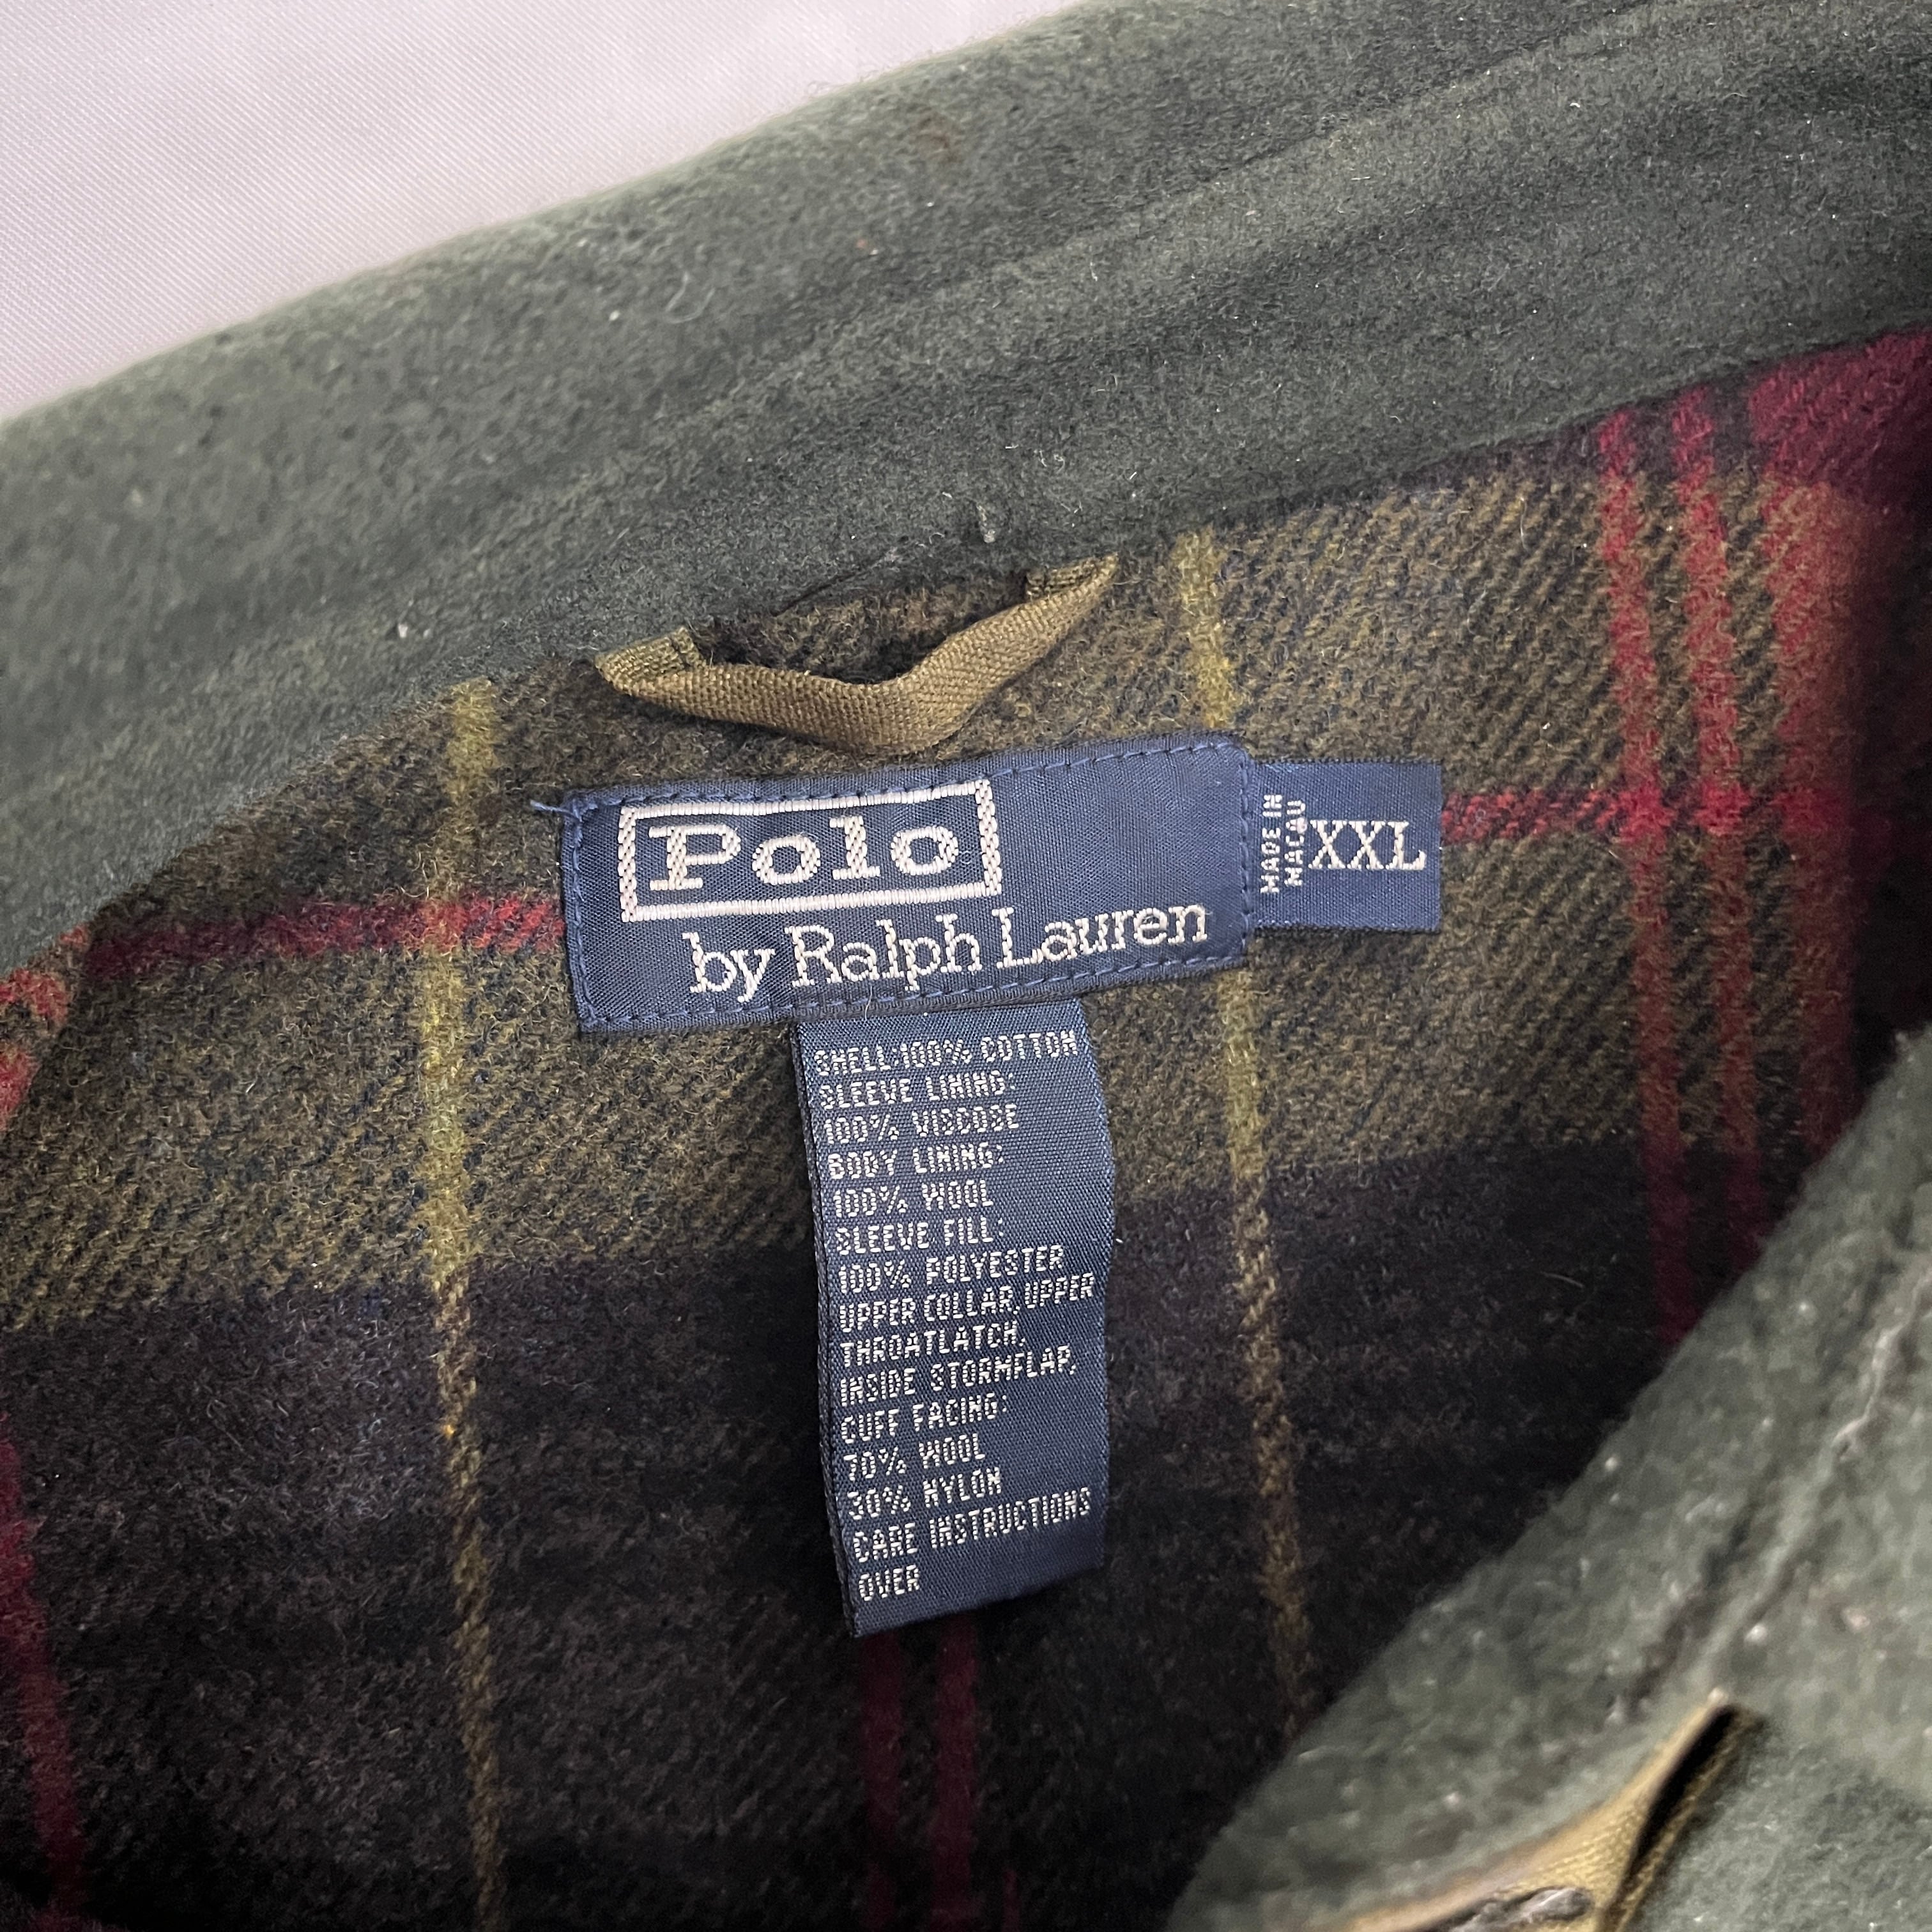 Polo
by Ralph Lauren
MADE IN
MACAU
XXL
SHELL:100% COTTON
SLEEVE LINING:
100% VISCOSE
BODY LINING:
100% WOOL
SLEEVE FILL:
100% POLYESTER
UPPER COLLAR, UPPER
THROATLATCH,
INSIDE STORMFLAP,
CUFF FACING:
70% WOOL
30% NYLON
CARE INSTRUCTIONS
OVER